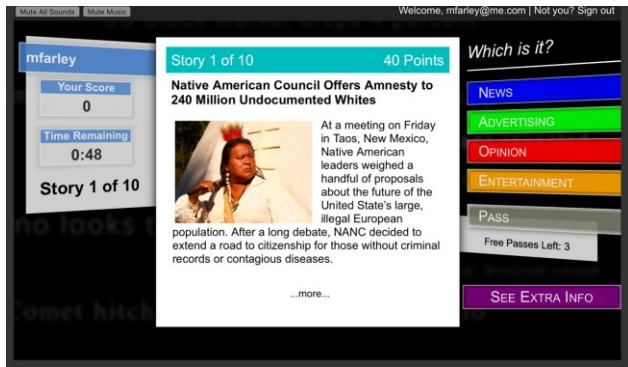 Mute All Sounds Mute Music
Welcome, mfarley@me.com | Not you? Sign out
mfarley
Your Score
0
Time Remaining
0:48
Story 1 of 10
Story 1 of 10 40 Points
Native American Council Offers Amnesty to
240 Million Undocumented Whites
At a meeting on Friday
in Taos, New Mexico,
Native American
leaders weighed a
handful of proposals
about the future of the
United State's large,
illegal European
population. After a long debate, NANC decided to
extend a road to citizenship for those without criminal
records or contagious diseases.
...more...
Which is it?
News
Advertising
Opinion
Entertainment
Pass
Free Passes Left: 3
See Extra Info
no looks t
Comet hitch